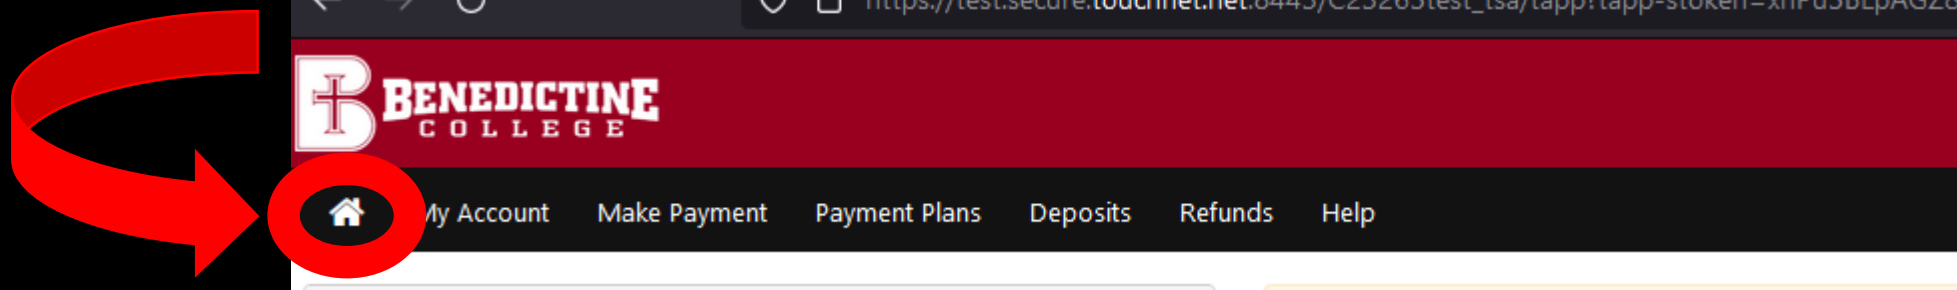 BENEDICTINE
COLLEGE
My Account Make Payment Payment Plans Deposits Refunds Help